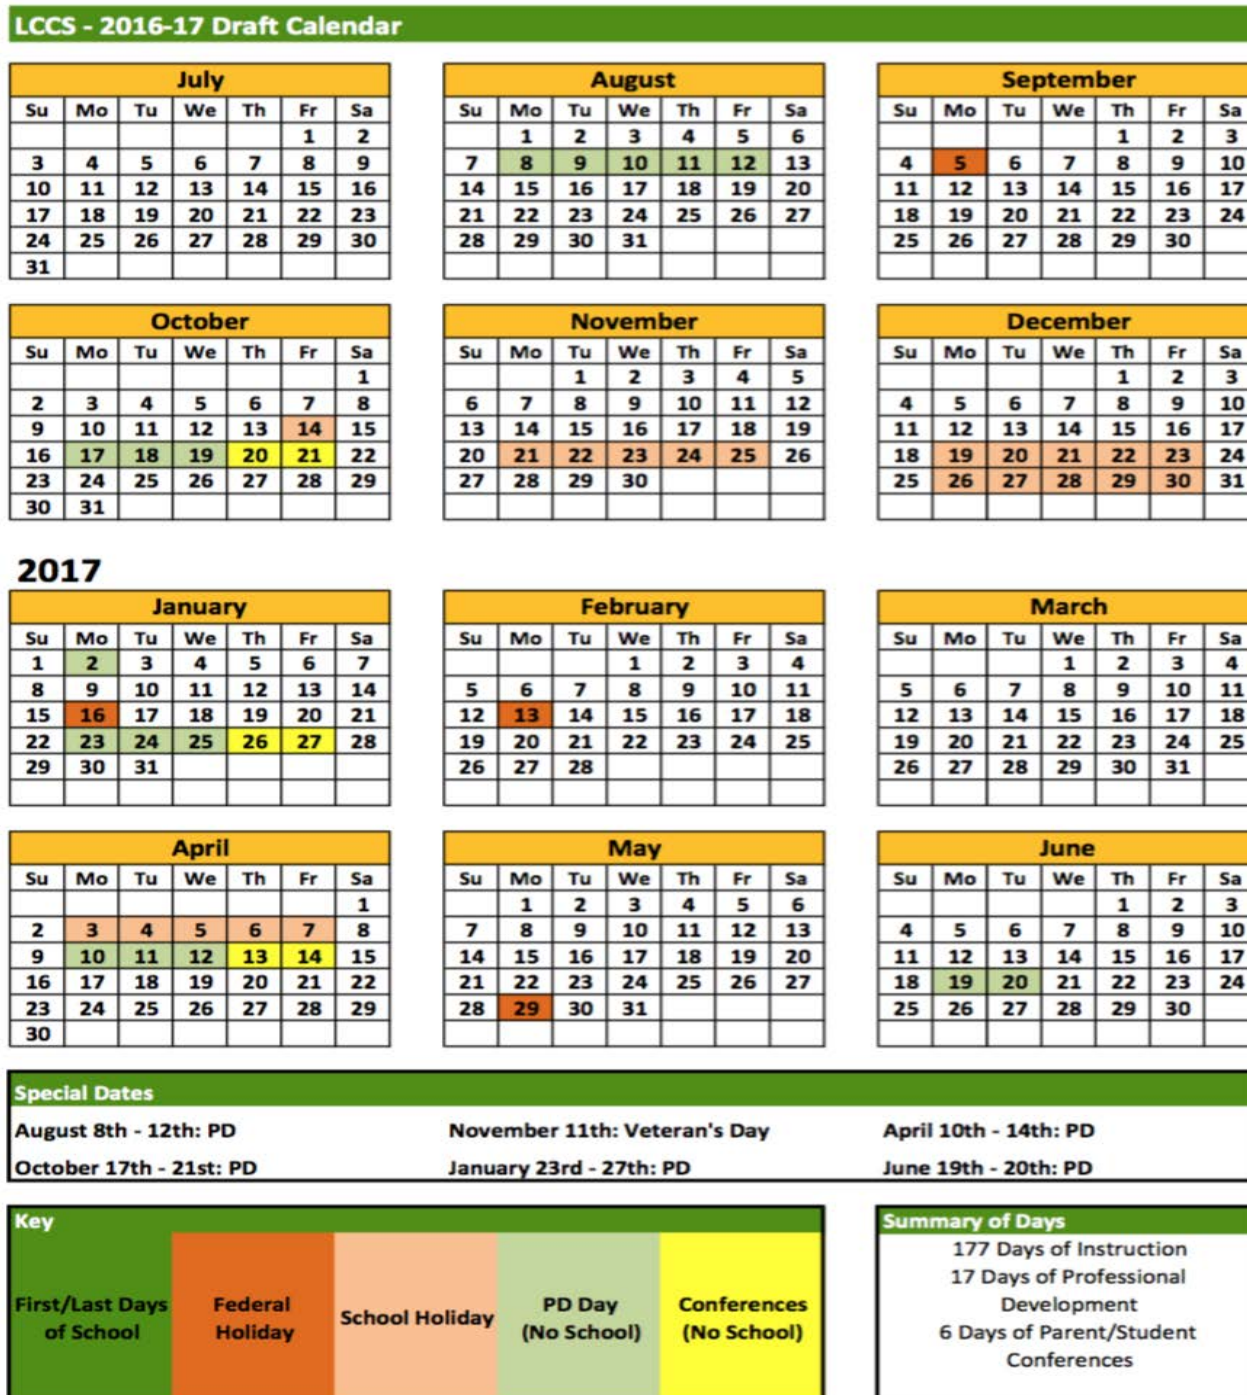 LCCS - 2016-17 Draft Calendar
July
Su Mo Tu We Th Fr Sa
1 2
3 4 5 6 7 8 9
10 11 12 13 14 15 16
17 18 19 20 21 22 23
24 25 26 27 28 29 30
31
August
Su Mo Tu We Th Fr Sa
1 2 3 4 5 6
7 8 9 10 11 12 13
14 15 16 17 18 19 20
21 22 23 24 25 26 27
28 29 30 31
September
Su Mo Tu We Th Fr Sa
1 2 3
4 5 6 7 8 9 10
11 12 13 14 15 16 17
18 19 20 21 22 23 24
25 26 27 28 29 30
October
Su Mo Tu We Th Fr Sa
1
2 3 4 5 6 7 8
9 10 11 12 13 14 15
16 17 18 19 20 21 22
23 24 25 26 27 28 29
30 31
November
Su Mo Tu We Th Fr Sa
1 2 3 4 5
6 7 8 9 10 11 12
13 14 15 16 17 18 19
20 21 22 23 24 25 26
27 28 29 30
December
Su Mo Tu We Th Fr Sa
1 2 3
4 5 6 7 8 9 10
11 12 13 14 15 16 17
18 19 20 21 22 23 24
25 26 27 28 29 30 31
2017
January
Su Mo Tu We Th Fr Sa
1 2 3 4 5 6 7
8 9 10 11 12 13 14
15 16 17 18 19 20 21
22 23 24 25 26 27 28
29 30 31
February
Su Mo Tu We Th Fr Sa
1 2 3 4
5 6 7 8 9 10 11
12 13 14 15 16 17 18
19 20 21 22 23 24 25
26 27 28
March
Su Mo Tu We Th Fr Sa
1 2 3 4
5 6 7 8 9 10 11
12 13 14 15 16 17 18
19 20 21 22 23 24 25
26 27 28 29 30 31
April
Su Mo Tu We Th Fr Sa
1
2 3 4 5 6 7 8
9 10 11 12 13 14 15
16 17 18 19 20 21 22
23 24 25 26 27 28 29
30
May
Su Mo Tu We Th Fr Sa
1 2 3 4 5 6
7 8 9 10 11 12 13
14 15 16 17 18 19 20
21 22 23 24 25 26 27
28 29 30 31
June
Su Mo Tu We Th Fr Sa
1 2 3
4 5 6 7 8 9 10
11 12 13 14 15 16 17
18 19 20 21 22 23 24
25 26 27 28 29 30
Special Dates
August 8th - 12th: PD
October 17th - 21st: PD
November 11th: Veteran's Day
January 23rd - 27th: PD
April 10th - 14th: PD
June 19th - 20th: PD
Key
First/Last Days
of School
Federal
Holiday
School Holiday
PD Day
(No School)
Conferences
(No School)
Summary of Days
177 Days of Instruction
17 Days of Professional
Development
6 Days of Parent/Student
Conferences